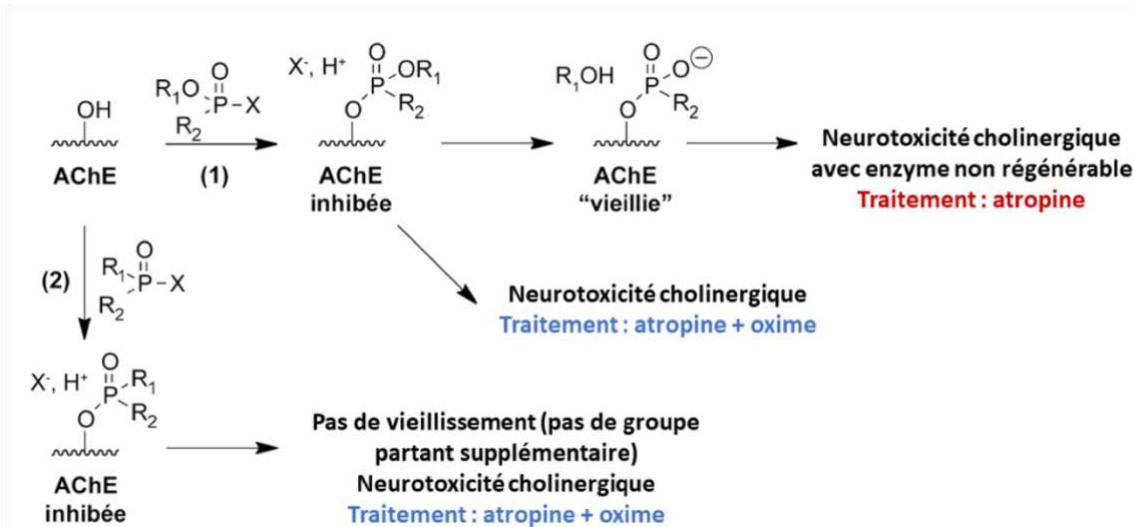 OH
AChE
R₁O
O
P-X
R₂
(1)
X⁻, H⁺
O
P
OR₁
O
R₂
AChE
inhibée
R₁OH
O
P
O⊖
O
R₂
AChE
“vieillie”
Neurotoxicité cholinergique
avec enzyme non régénérable
Traitement : atropine
Neurotoxicité cholinergique
Traitement : atropine + oxime
(2)
O
R₁
P-X
R₂
X⁻, H⁺
O
P
R₁
O
R₂
AChE
inhibée
Pas de vieillissement (pas de groupe
partant supplémentaire)
Neurotoxicité cholinergique
Traitement : atropine + oxime